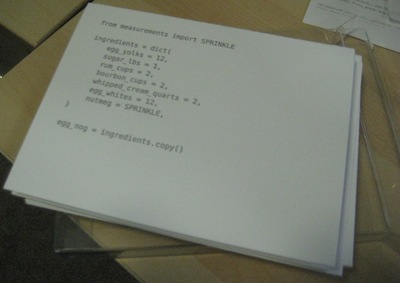 from measurements import SPRINKLE
ingredients = dict(
egg_yolks = 12,
sugar_lbs = 1,
rum_cups = 2,
bourbon_cups = 2,
whipped_cream_quarts = 2,
egg_whites = 12,
nutmeg = SPRINKLE,
)
egg_nog = ingredients.copy()